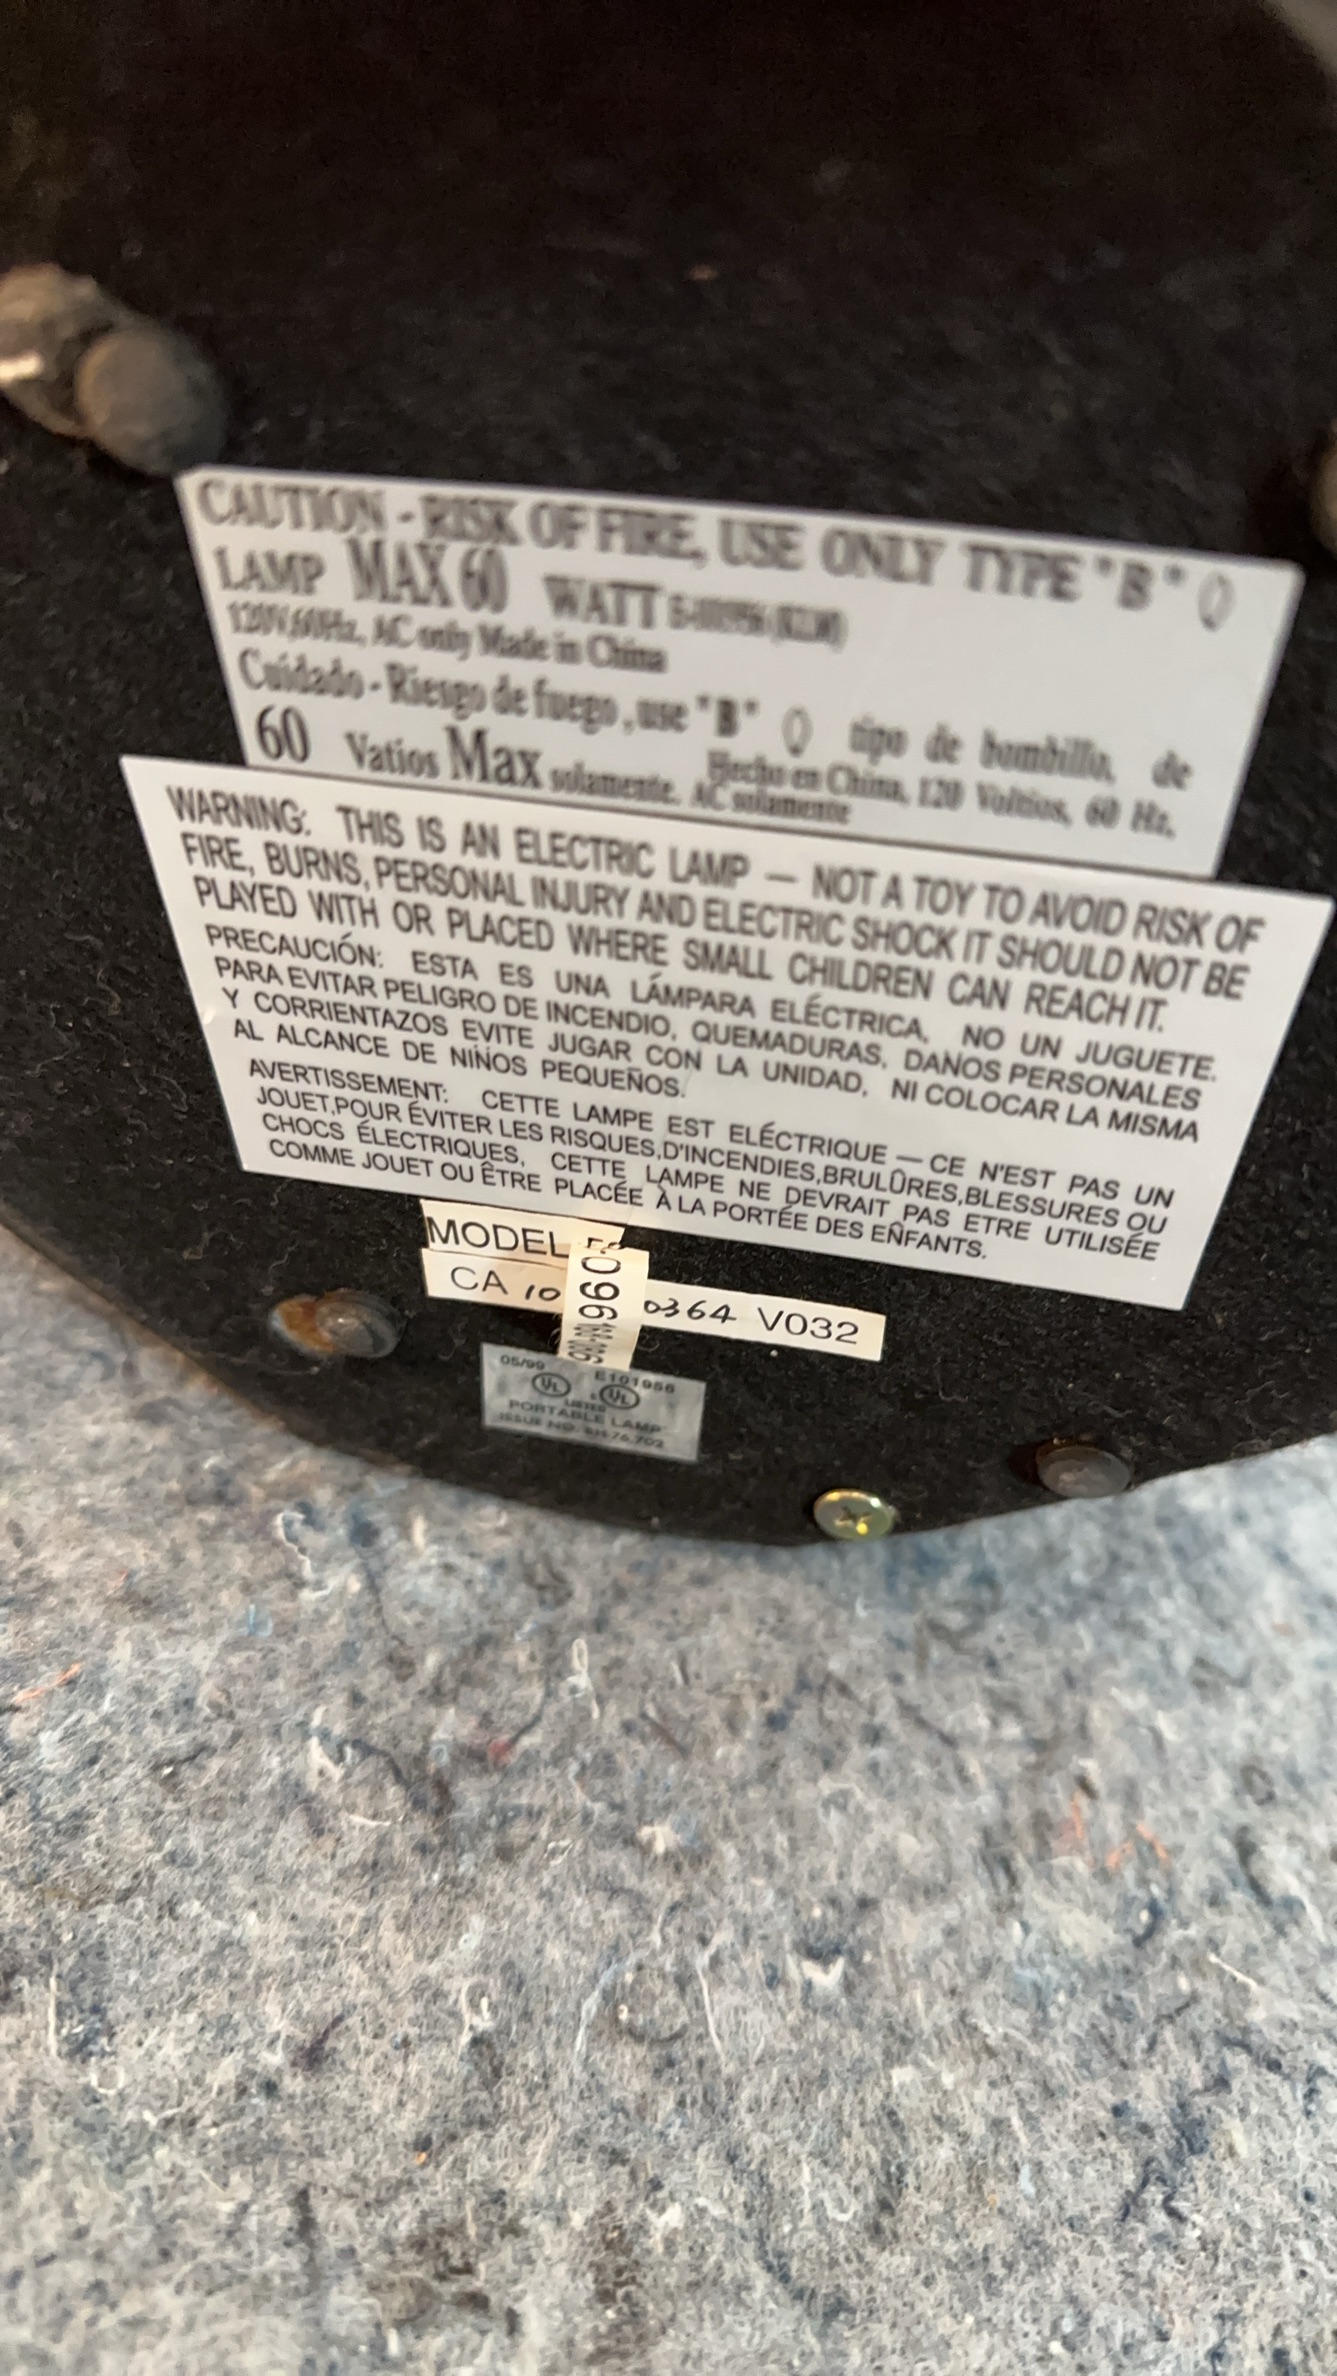 CAUTION - RISK OF FIRE, USE ONLY TYPE "B"
LAMP MAX 60 WATT
120V,60Hz, AC only Made in China
Cuidado - Riesgo de fuego , use "B" tipo de bombillo, de
60 Vatios Max solamente. Hecho en China, 120 Voltios, 60 Hz,
AC solamente
WARNING: THIS IS AN ELECTRIC LAMP — NOT A TOY TO AVOID RISK OF
FIRE, BURNS, PERSONAL INJURY AND ELECTRIC SHOCK IT SHOULD NOT BE
PLAYED WITH OR PLACED WHERE SMALL CHILDREN CAN REACH IT.
PRECAUCIÓN: ESTA ES UNA LÁMPARA ELÉCTRICA, NO UN JUGUETE.
PARA EVITAR PELIGRO DE INCENDIO, QUEMADURAS, DAÑOS PERSONALES
Y CORRIENTAZOS EVITE JUGAR CON LA UNIDAD, NI COLOCAR LA MISMA
AL ALCANCE DE NIÑOS PEQUEÑOS.
AVERTISSEMENT: CETTE LAMPE EST ELÉCTRIQUE — CE N'EST PAS UN
JOUET,POUR ÉVITER LES RISQUES,D'INCENDIES,BRULÛRES,BLESSURES OU
CHOCS ÉLECTRIQUES, CETTE LAMPE NE DEVRAIT PAS ETRE UTILISÉE
COMME JOUET OU ÊTRE PLACÉE À LA PORTÉE DES EÑFANTS.
MODEL
CA 10 0364 V032
0996
05/99 E101956
UL & UL
LISTED
PORTABLE LAMP
ISSUE NO.